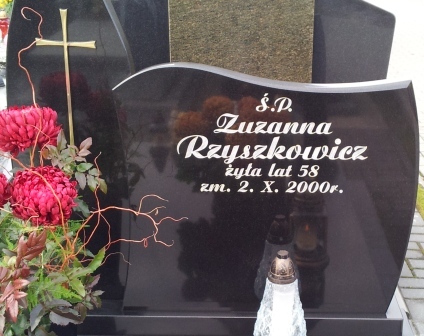 Ś.P.
Zuzanna
Rzyszkowicz
żyła lat 58
zm. 2. X. 2000r.